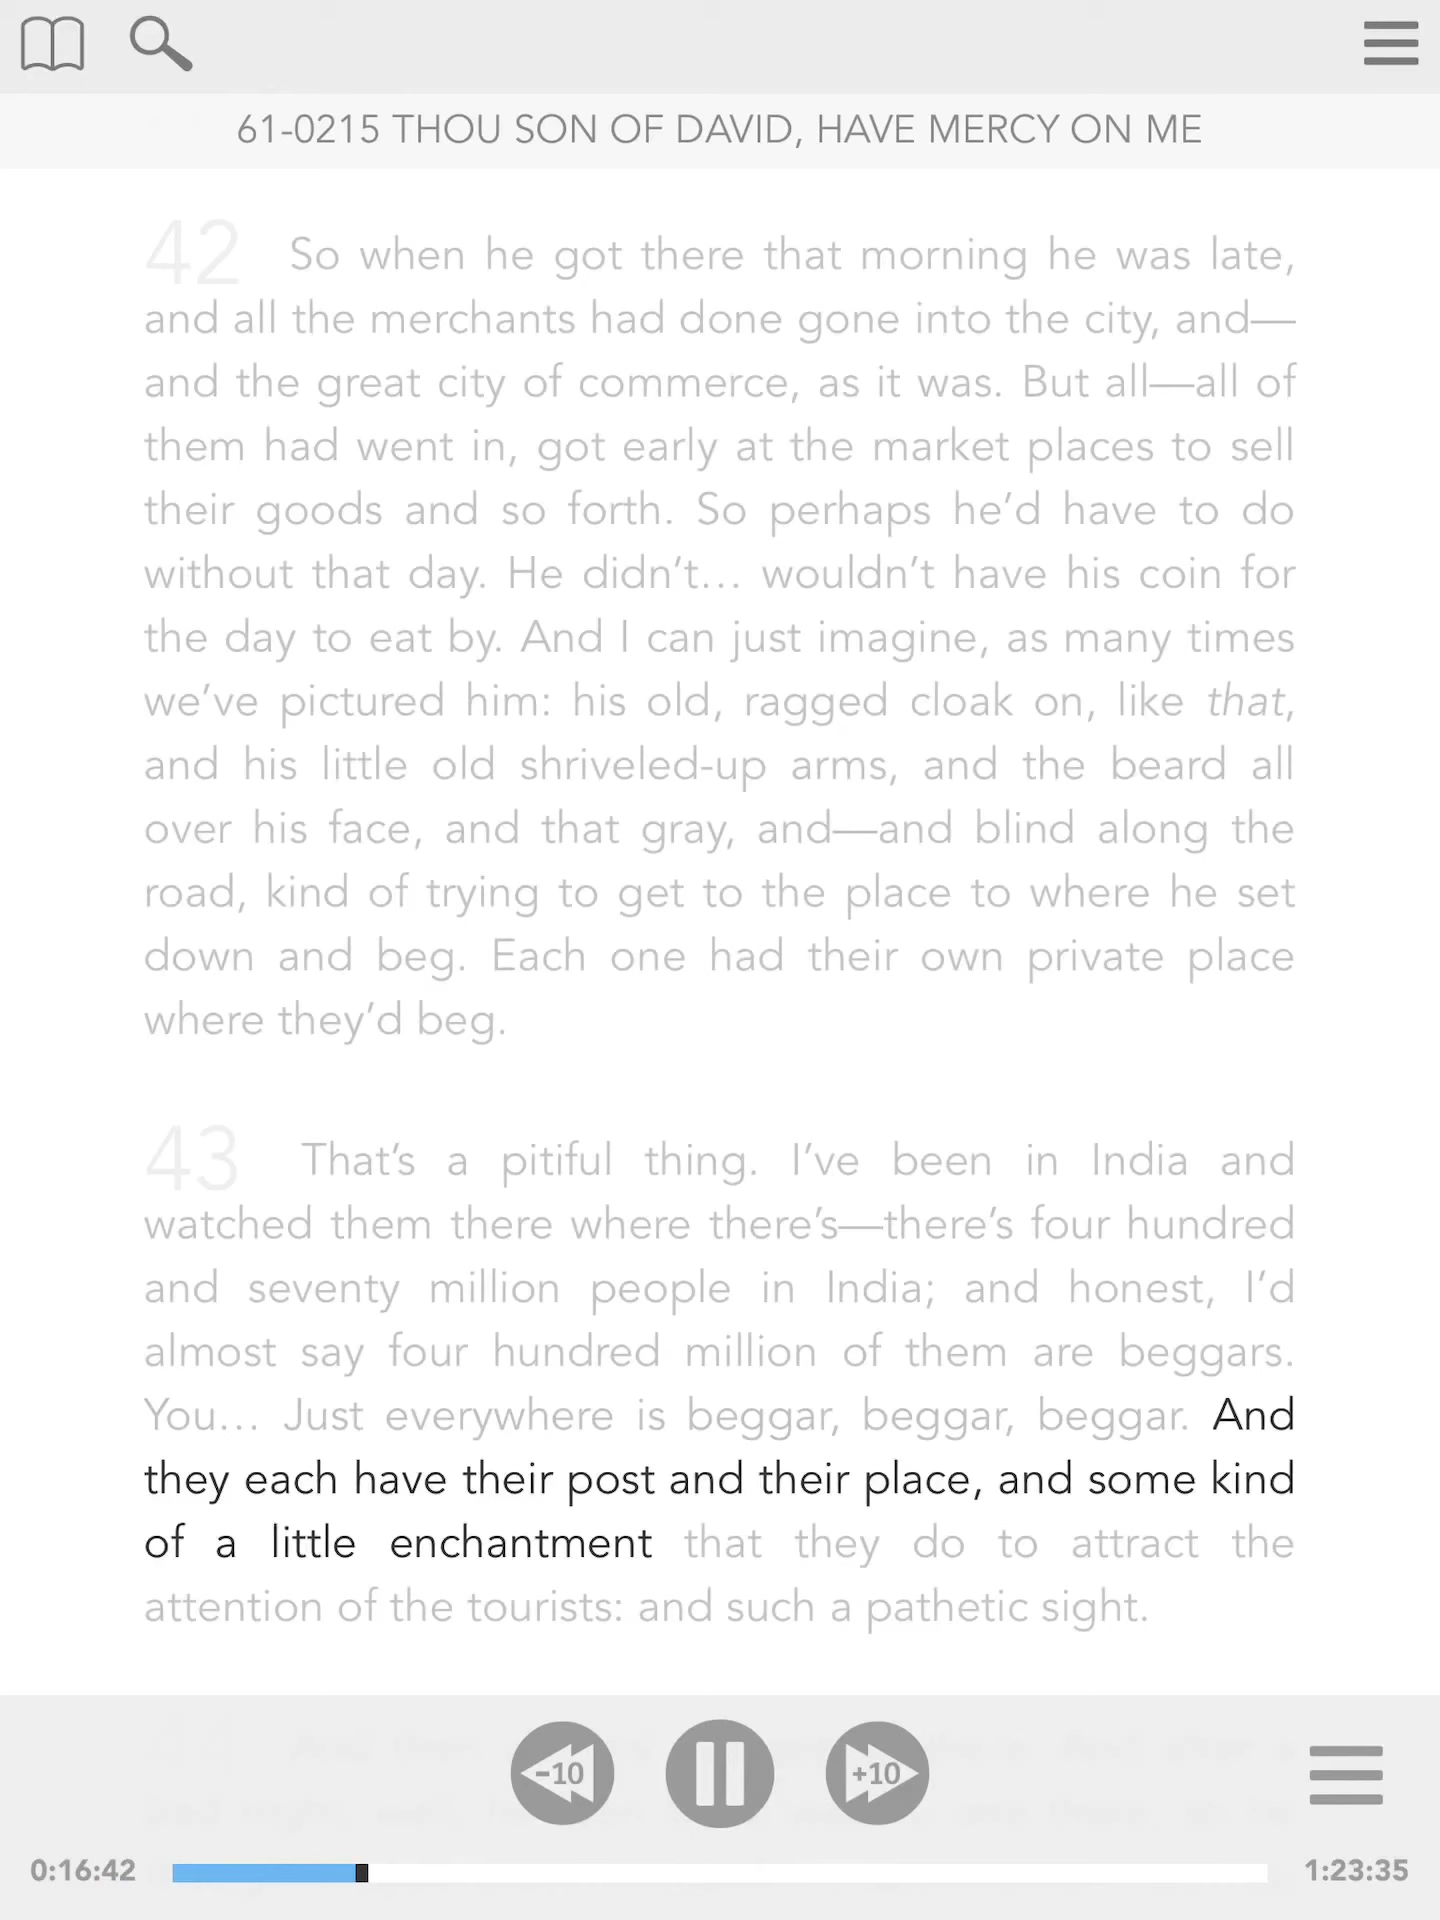 61-0215 THOU SON OF DAVID, HAVE MERCY ON ME
42 So when he got there that morning he was late,
and all the merchants had done gone into the city, and—
and the great city of commerce, as it was. But all—all of
them had went in, got early at the market places to sell
their goods and so forth. So perhaps he’d have to do
without that day. He didn’t… wouldn’t have his coin for
the day to eat by. And I can just imagine, as many times
we’ve pictured him: his old, ragged cloak on, like that,
and his little old shriveled-up arms, and the beard all
over his face, and that gray, and—and blind along the
road, kind of trying to get to the place to where he set
down and beg. Each one had their own private place
where they’d beg.
43 That’s a pitiful thing. I’ve been in India and
watched them there where there’s—there’s four hundred
and seventy million people in India; and honest, I’d
almost say four hundred million of them are beggars.
You… Just everywhere is beggar, beggar, beggar. And
they each have their post and their place, and some kind
of a little enchantment that they do to attract the
attention of the tourists: and such a pathetic sight.
-10 +10
0:16:42 1:23:35